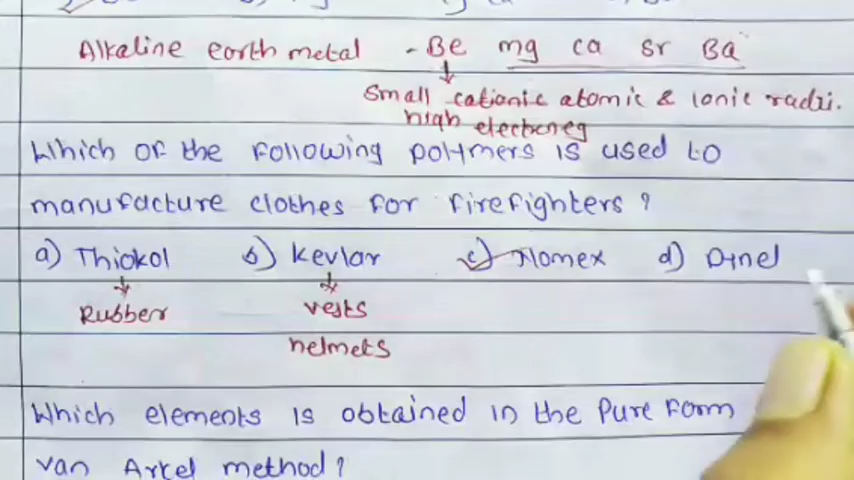 Alkaline earth metal - Be mg ca sr Ba
Small cationic atomic & ionic radii.
high electroneg
Which of the following polymers is used to
manufacture clothes for firefighters?
a) Thiokol b) Kevlar c) Nomex d) Dynel
Rubber vests
helmets
Which elements is obtained in the Pure Form
van Arkel method?